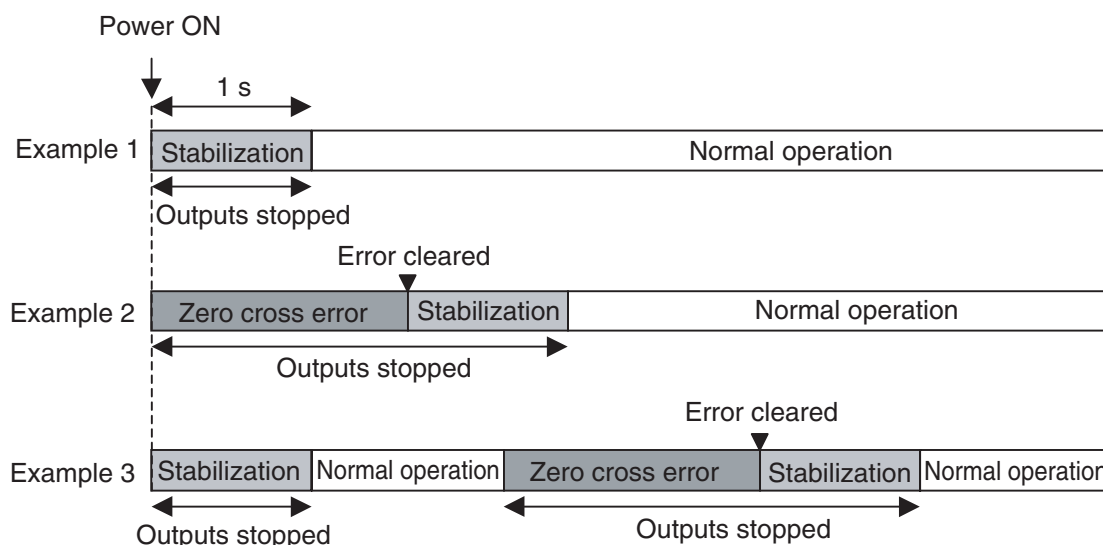 Power ON
1 s
Example 1
Stabilization
Normal operation
Outputs stopped
Error cleared
Example 2
Zero cross error
Stabilization
Normal operation
Outputs stopped
Error cleared
Example 3
Stabilization
Normal operation
Zero cross error
Stabilization
Normal operation
Outputs stopped
Outputs stopped